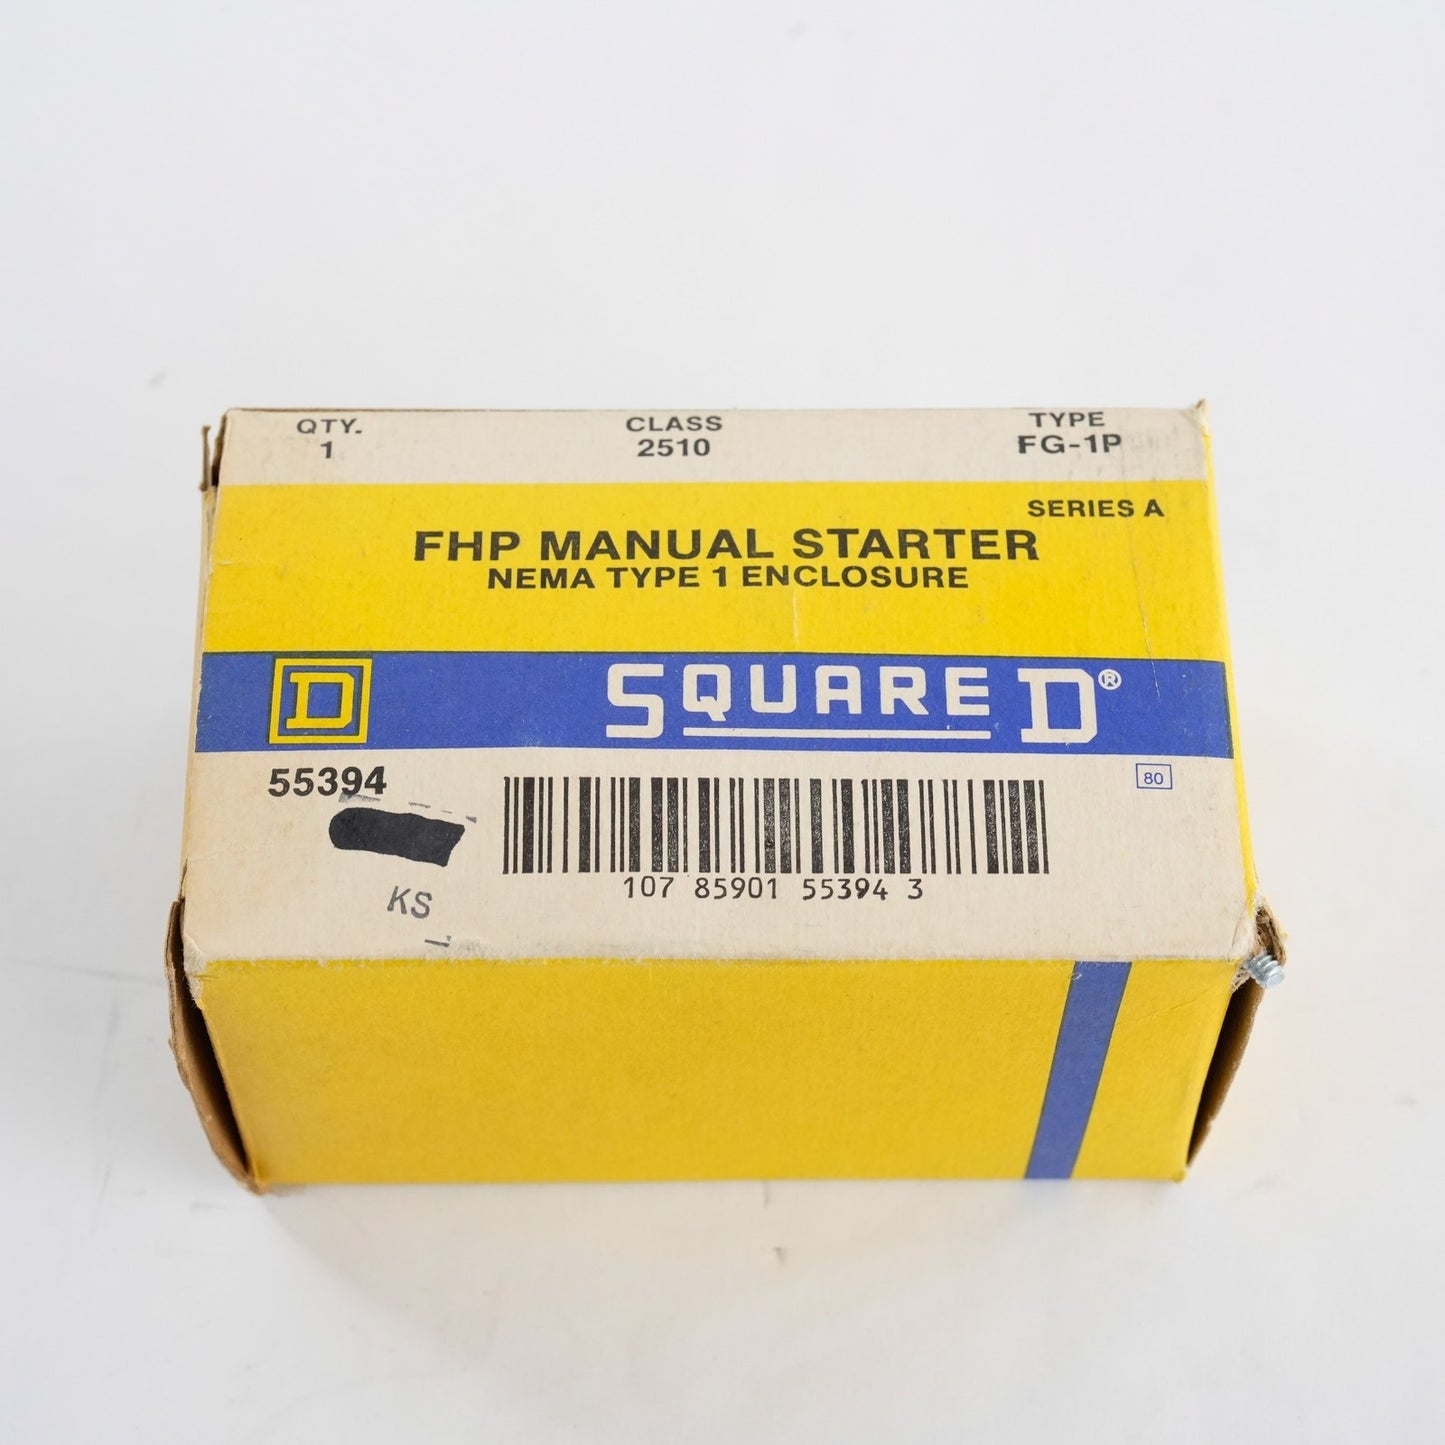 QTY. CLASS TYPE
1 2510 FG-1P
SERIES A
FHP MANUAL STARTER
NEMA TYPE 1 ENCLOSURE
D SQUARE D®
55394 80
107 85901 55394 3
KS